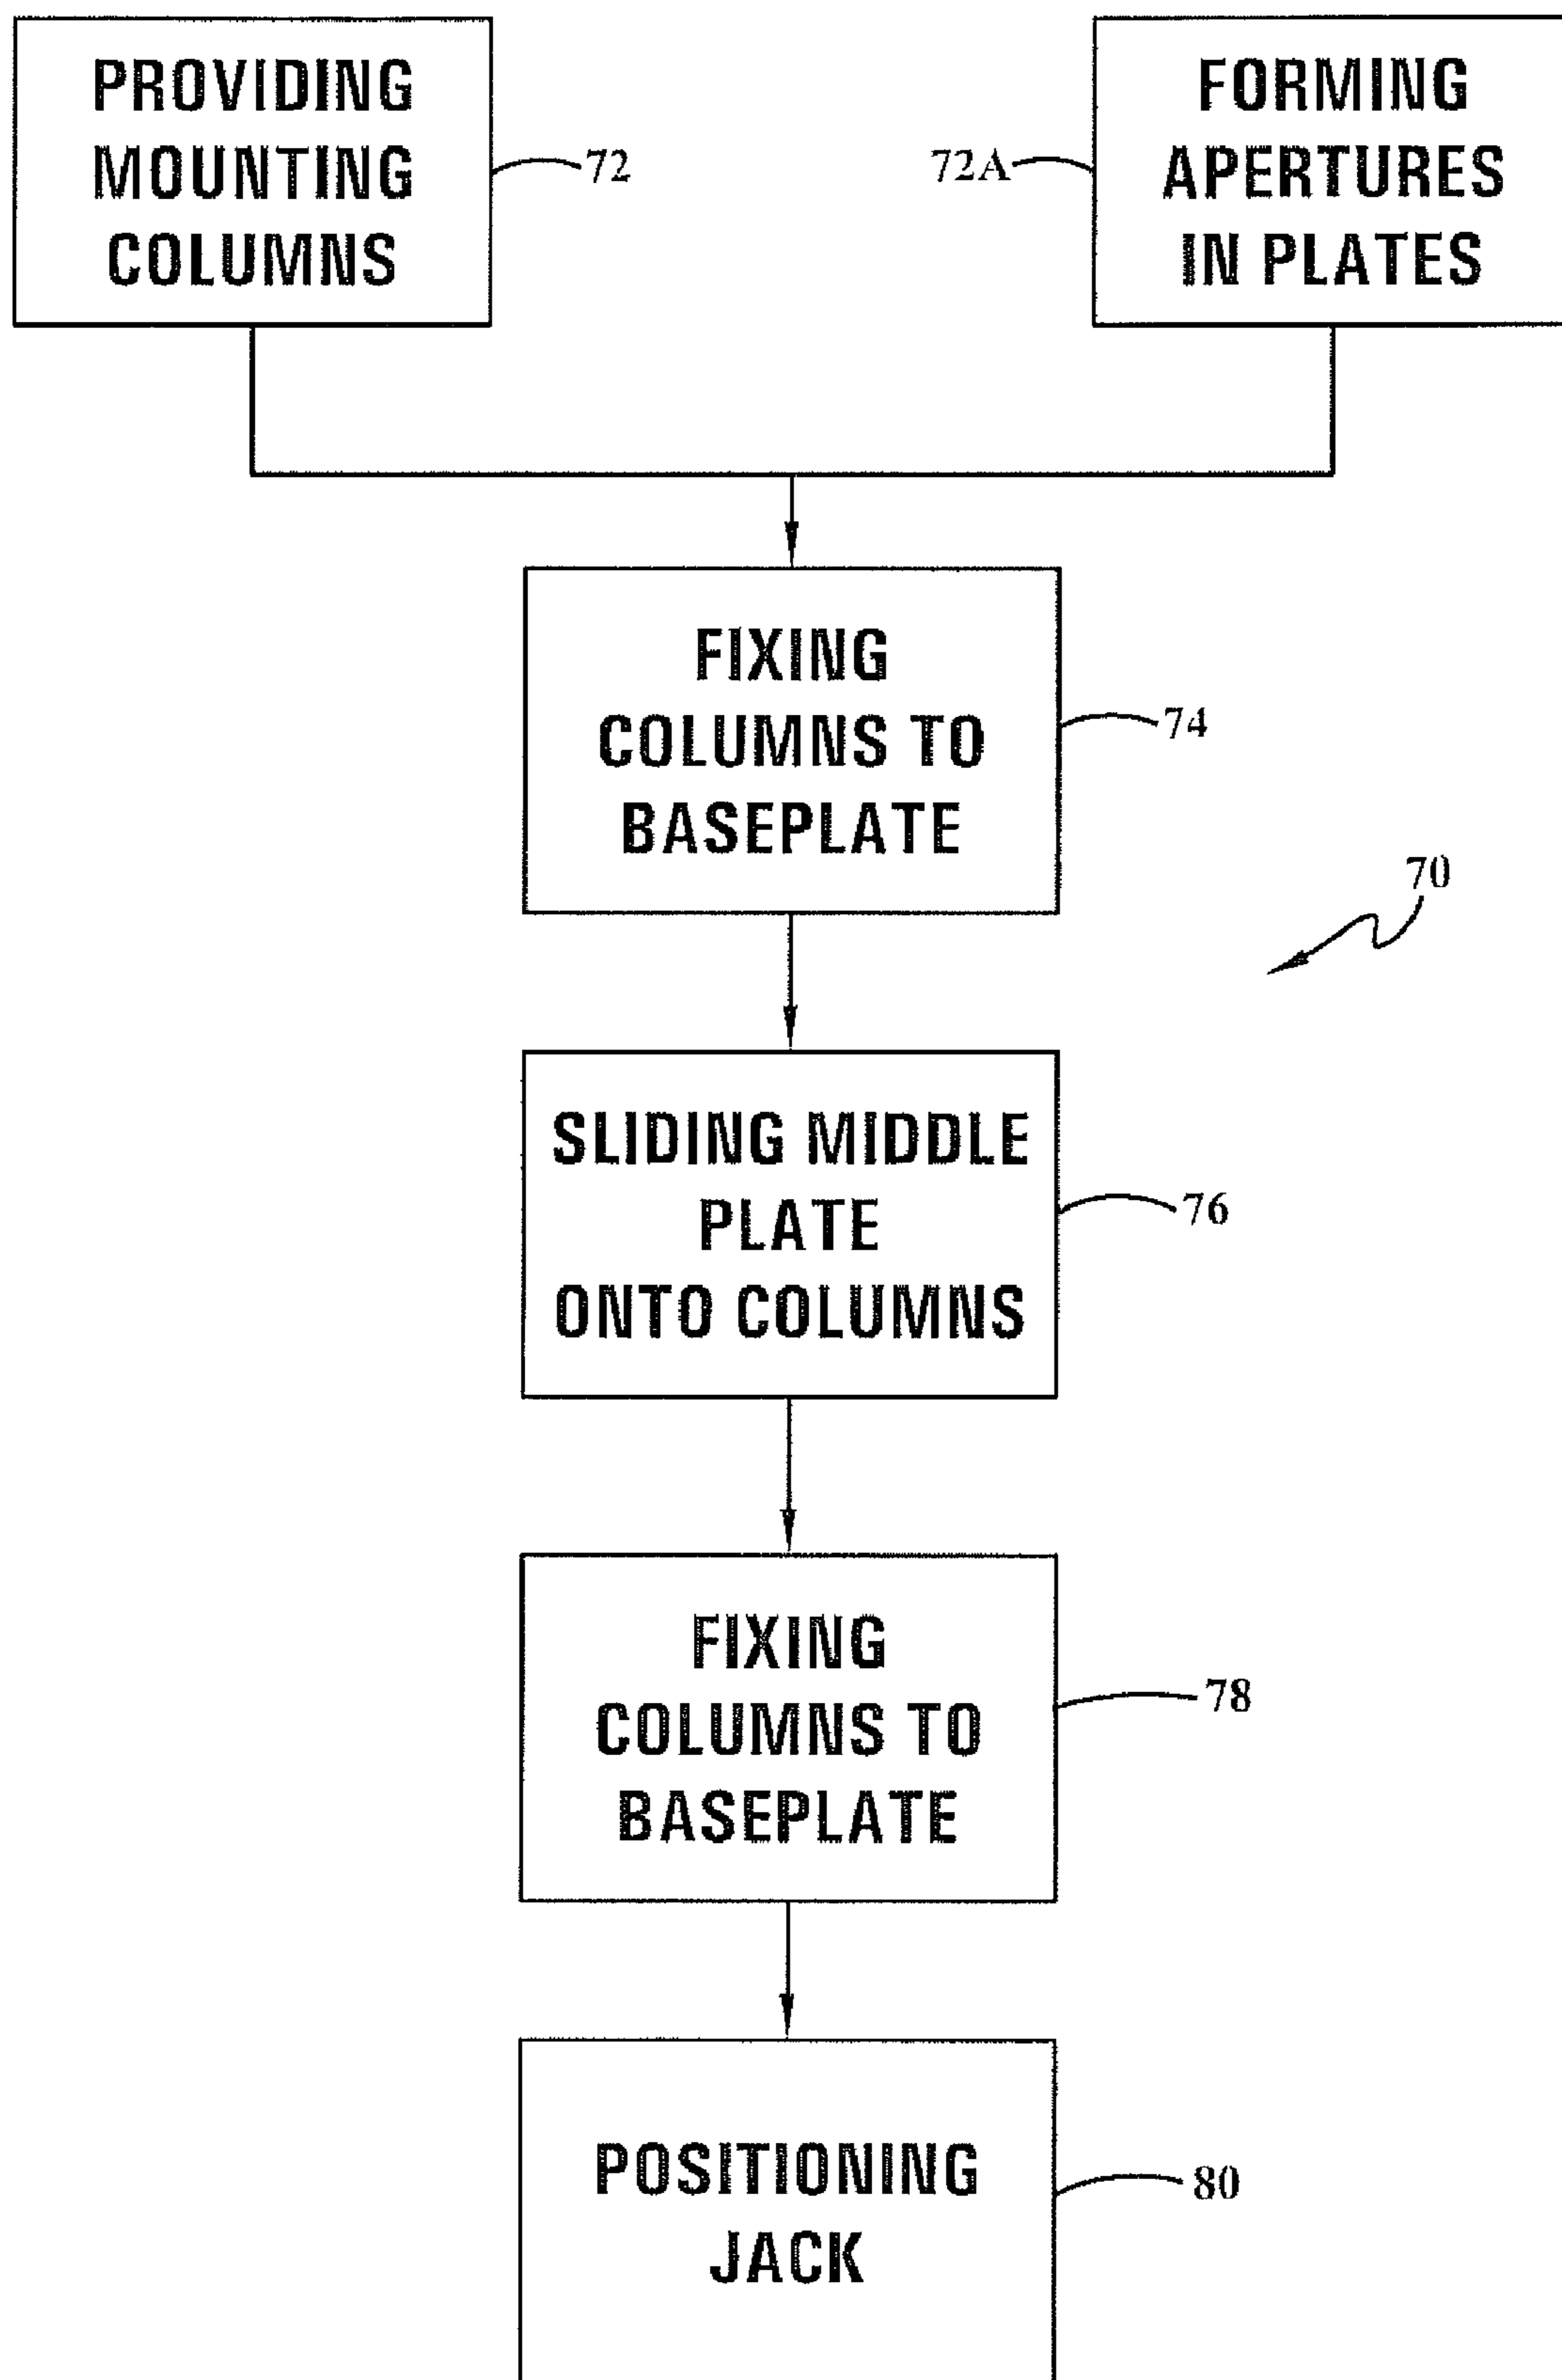 PROVIDING
MOUNTING
COLUMNS
72
72A
FORMING
APERTURES
IN PLATES
FIXING
COLUMNS TO
BASEPLATE
74
70
SLIDING MIDDLE
PLATE
ONTO COLUMNS
76
FIXING
COLUMNS TO
BASEPLATE
78
POSITIONING
JACK
80